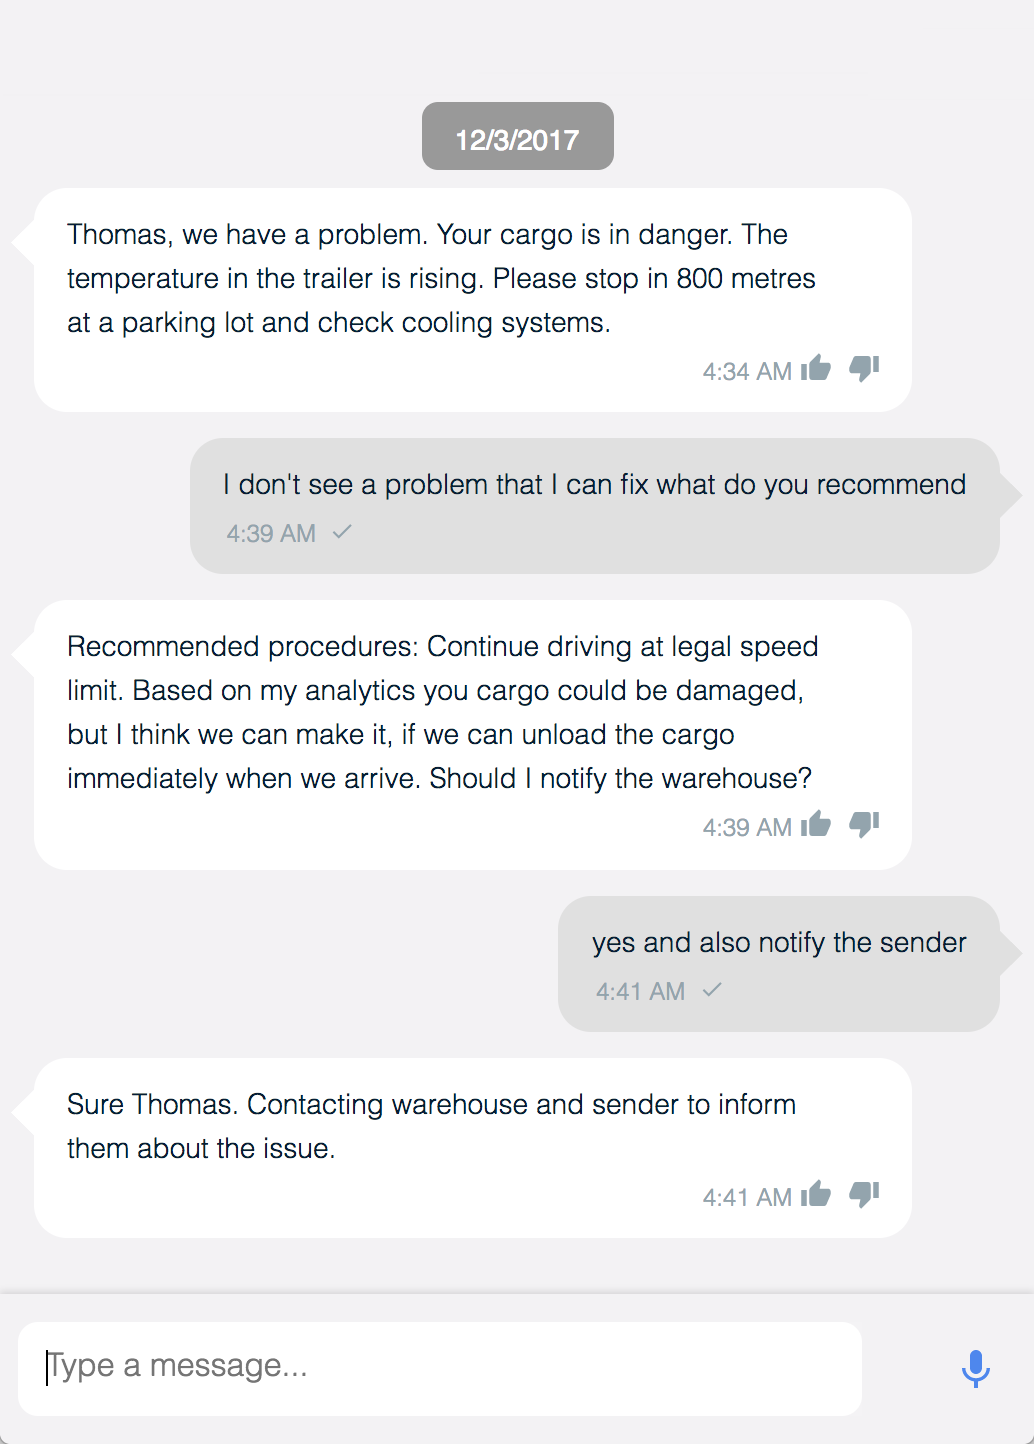 12/3/2017
Thomas, we have a problem. Your cargo is in danger. The
temperature in the trailer is rising. Please stop in 800 metres
at a parking lot and check cooling systems.
4:34 AM
I don't see a problem that I can fix what do you recommend
4:39 AM
Recommended procedures: Continue driving at legal speed
limit. Based on my analytics you cargo could be damaged,
but I think we can make it, if we can unload the cargo
immediately when we arrive. Should I notify the warehouse?
4:39 AM
yes and also notify the sender
4:41 AM
Sure Thomas. Contacting warehouse and sender to inform
them about the issue.
4:41 AM
Type a message...